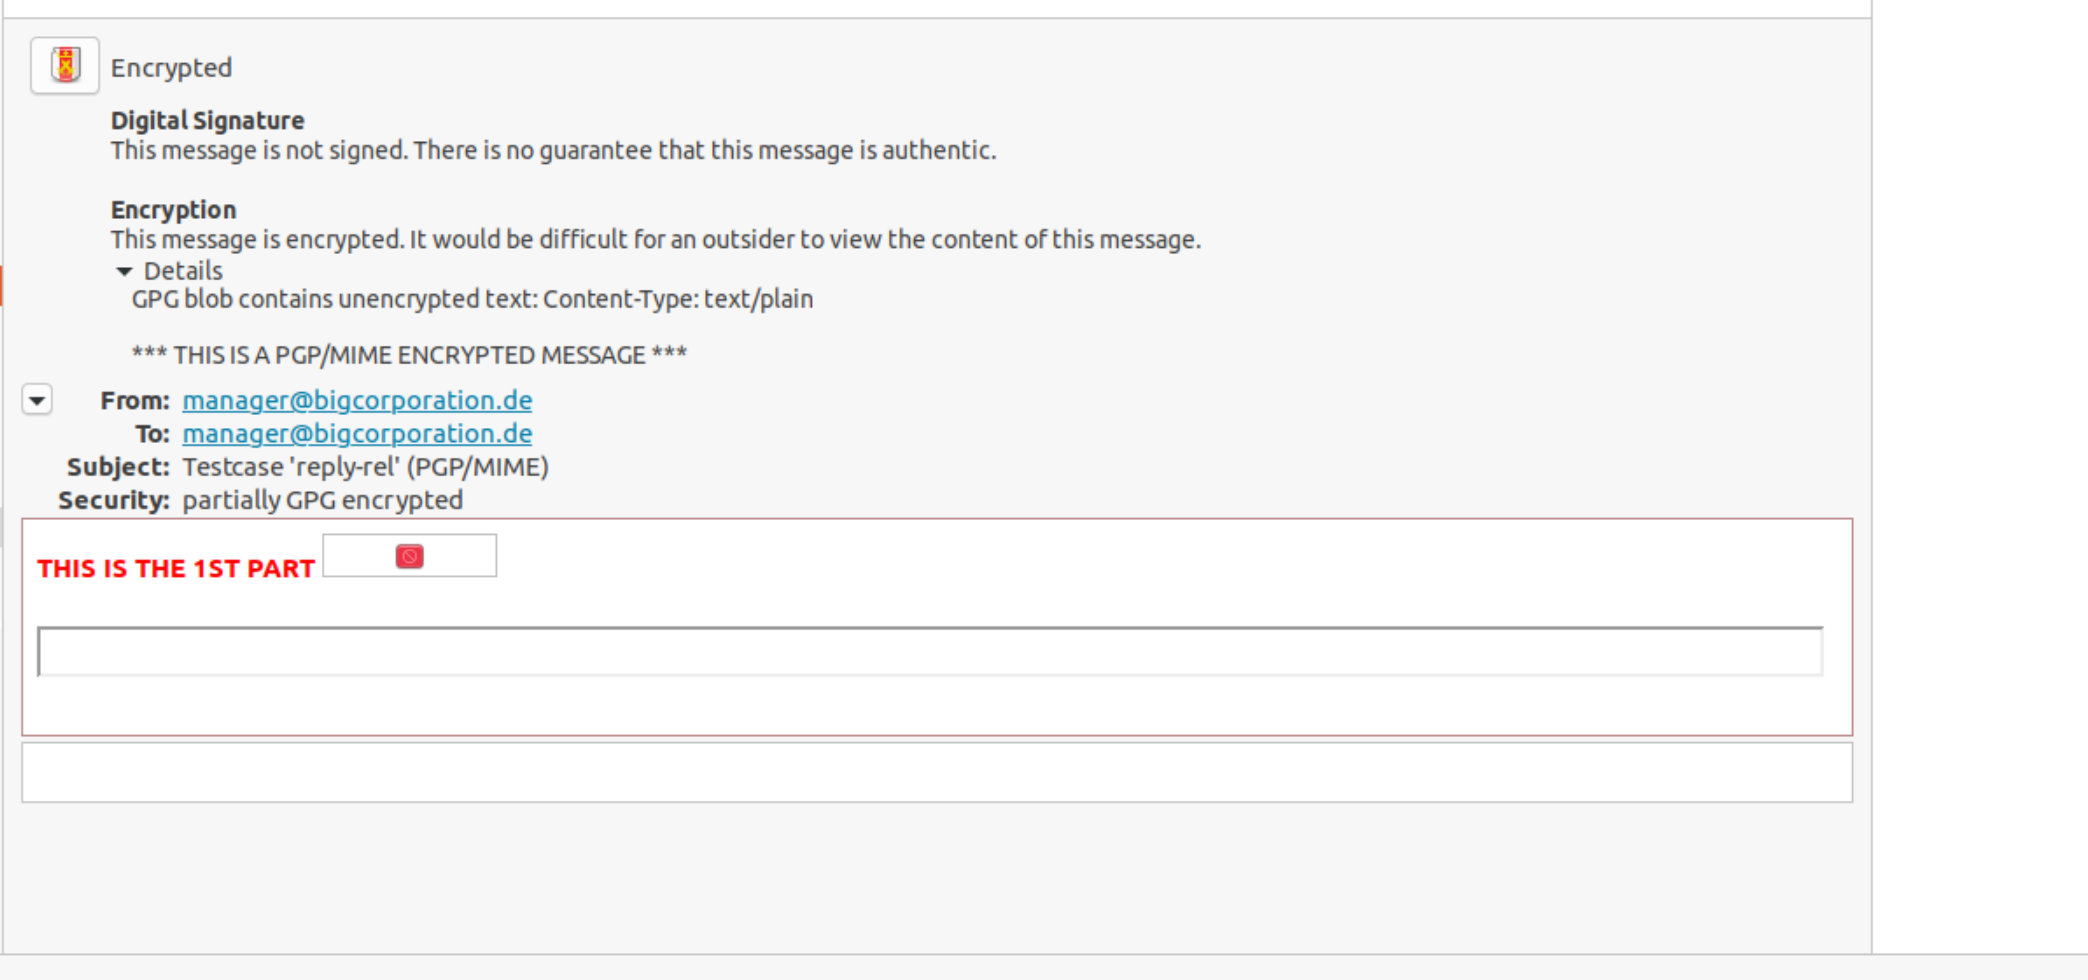 Encrypted
Digital Signature
This message is not signed. There is no guarantee that this message is authentic.
Encryption
This message is encrypted. It would be difficult for an outsider to view the content of this message.
Details
GPG blob contains unencrypted text: Content-Type: text/plain
*** THIS IS A PGP/MIME ENCRYPTED MESSAGE ***
From: manager@bigcorporation.de
To: manager@bigcorporation.de
Subject: Testcase 'reply-rel' (PGP/MIME)
Security: partially GPG encrypted
THIS IS THE 1ST PART